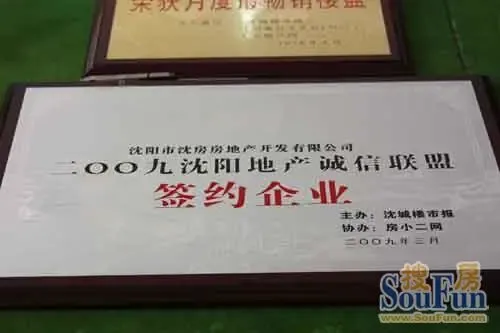 荣获月度最畅销楼盘
沈阳市沈房房地产开发有限公司
二〇〇九沈阳地产诚信联盟
签约企业
主办：沈城楼市报
协办：房小二网
二〇〇九年三月
搜房
SouFun
www.SouFun.com